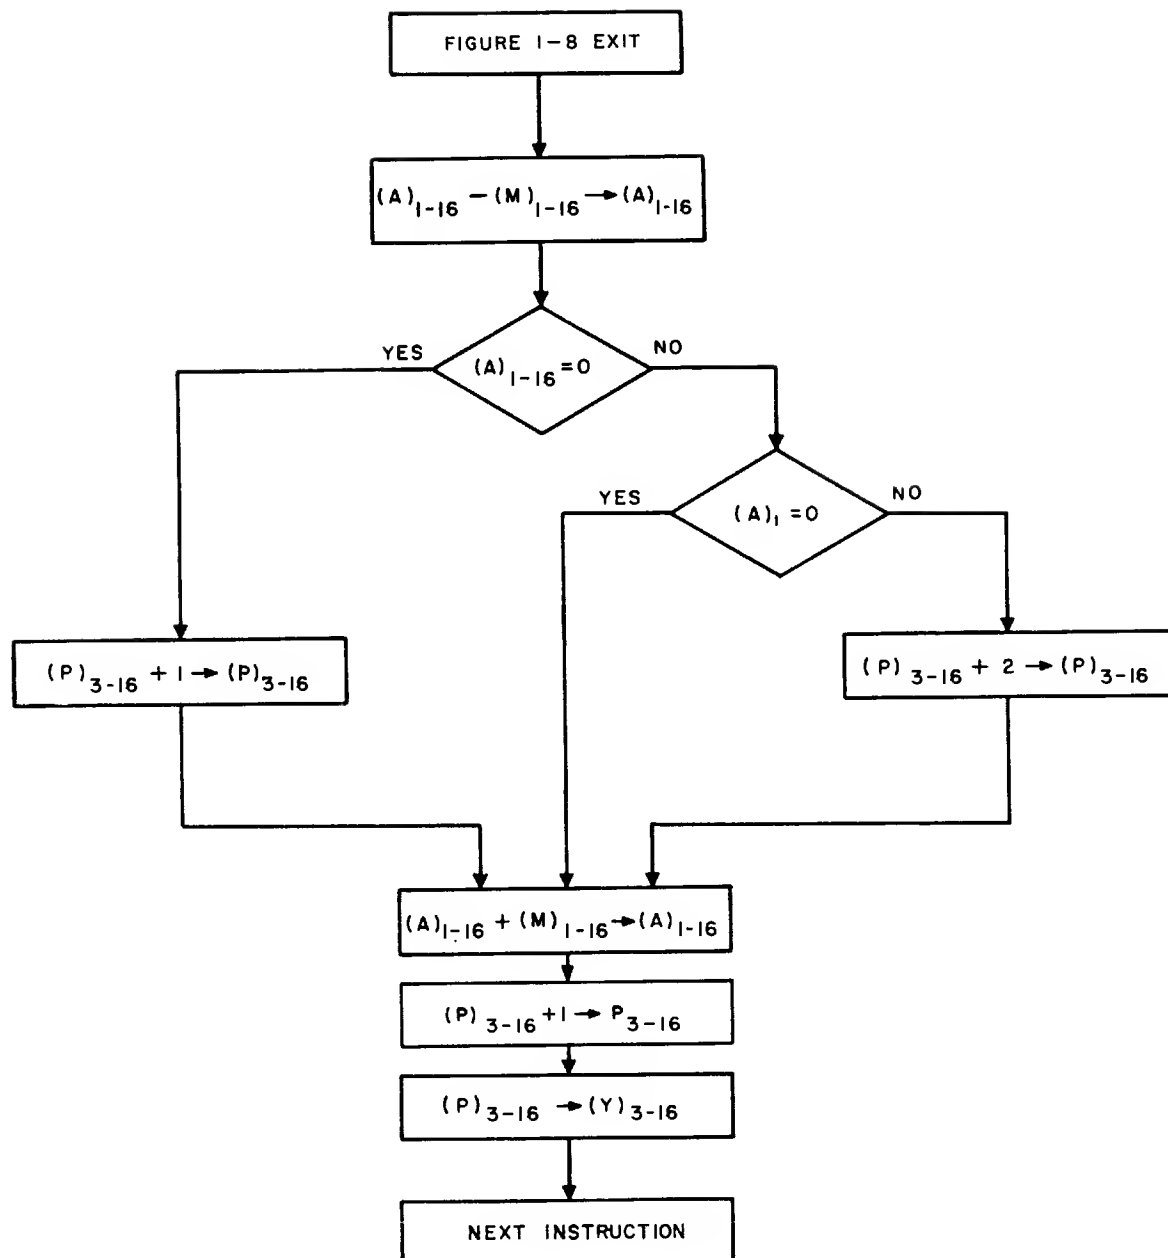 FIGURE 1-8 EXIT
(A)1-16 - (M)1-16 → (A)1-16
YES
(A)1-16 = 0
NO
YES
(A)1 = 0
NO
(P)3-16 + 1 → (P)3-16
(P)3-16 + 2 → (P)3-16
(A)1-16 + (M)1-16 → (A)1-16
(P)3-16 + 1 → P3-16
(P)3-16 → (Y)3-16
NEXT INSTRUCTION